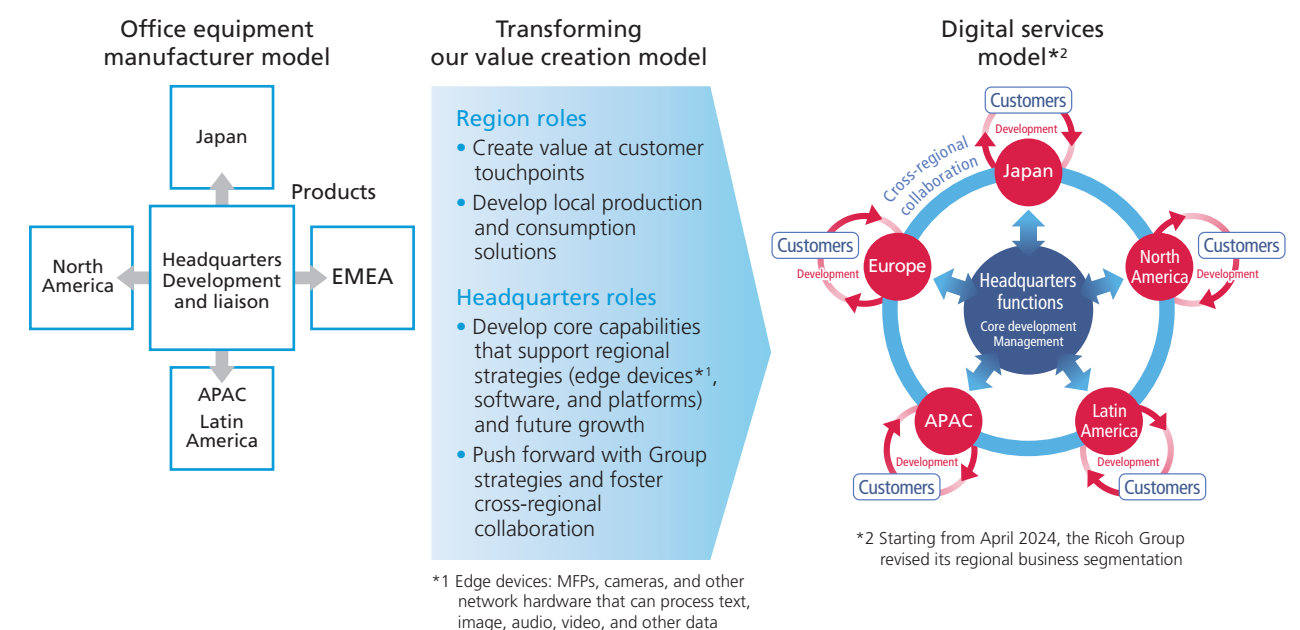 Office equipment
manufacturer model
Japan
Products
North
America
Headquarters
Development
and liaison
EMEA
APAC
Latin
America
Transforming
our value creation model
Region roles
• Create value at customer
touchpoints
• Develop local production
and consumption
solutions
Headquarters roles
• Develop core capabilities
that support regional
strategies (edge devices*1,
software, and platforms)
and future growth
• Push forward with Group
strategies and foster
cross-regional
collaboration
*1 Edge devices: MFPs, cameras, and other
network hardware that can process text,
image, audio, video, and other data
Digital services
model*2
Customers
Development
Japan
Cross-regional
collaboration
Customers
Development
Europe
North
America
Customers
Development
Headquarters
functions
Core development
Management
APAC
Development
Customers
Latin
America
Development
Customers
*2 Starting from April 2024, the Ricoh Group
revised its regional business segmentation